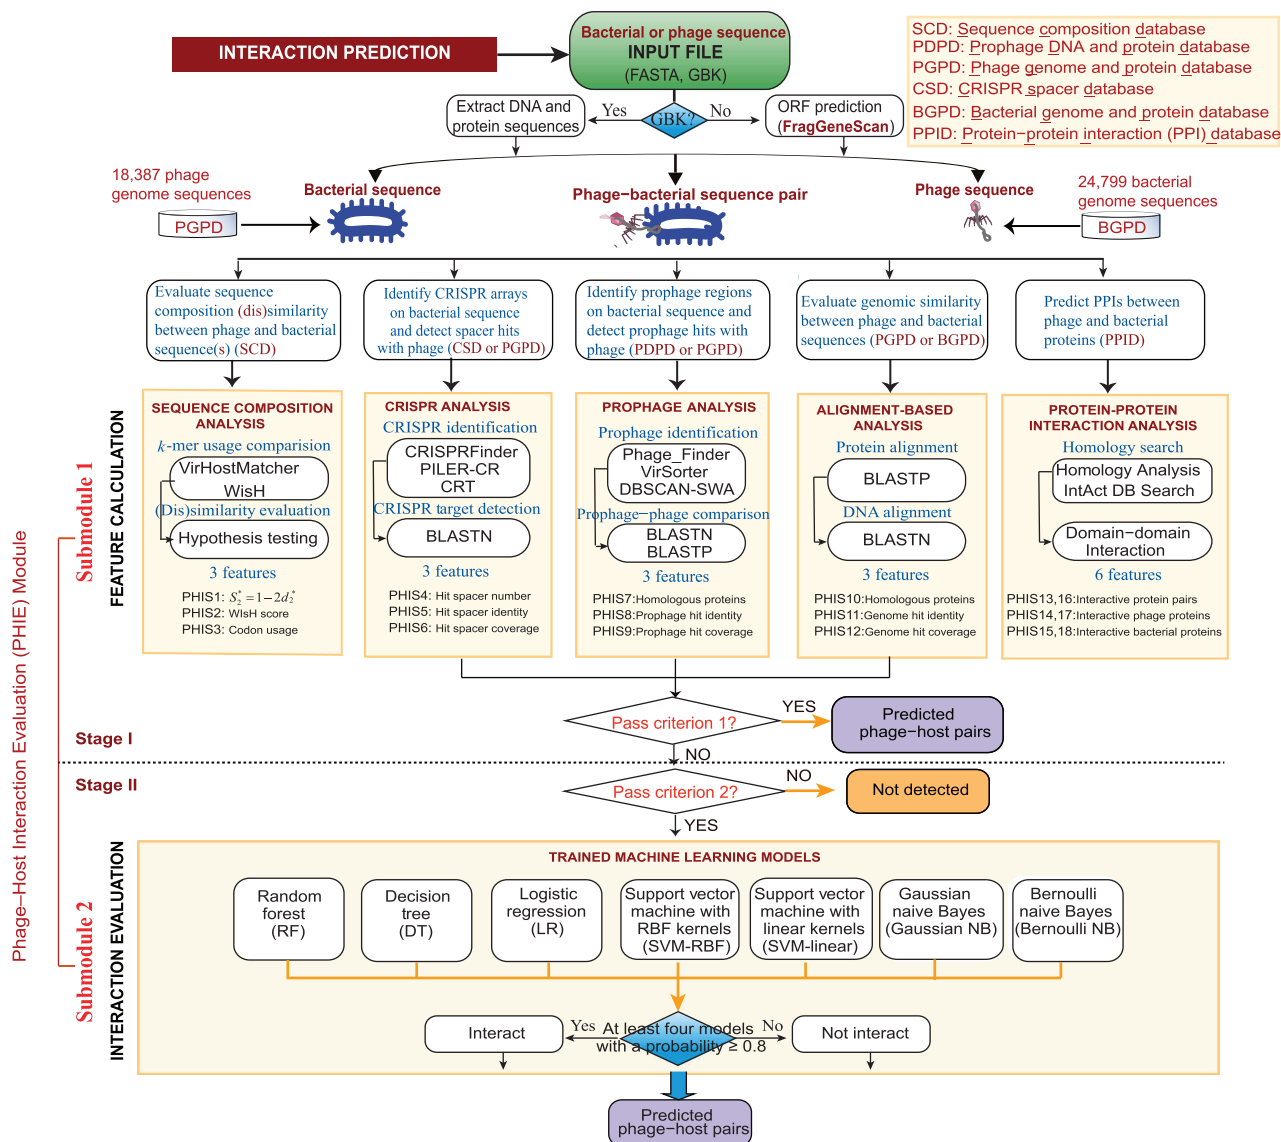 INTERACTION PREDICTION
Bacterial or phage sequence
INPUT FILE
(FASTA, GBK)
SCD: Sequence composition database
PDPD: Prophage DNA and protein database
PGPD: Phage genome and protein database
CSD: CRISPR spacer database
BGPD: Bacterial genome and protein database
PPID: Protein−protein interaction (PPI) database
Extract DNA and
protein sequences
Yes
GBK?
No
ORF prediction
(FragGeneScan)
18,387 phage
genome sequences
PGPD
Bacterial sequence
Phage−bacterial sequence pair
Phage sequence
24,799 bacterial
genome sequences
BGPD
Evaluate sequence
composition (dis)similarity
between phage and bacterial
sequence(s) (SCD)
Identify CRISPR arrays
on bacterial sequence
and detect spacer hits
with phage (CSD or PGPD)
Identify prophage regions
on bacterial sequence and
detect prophage hits with
phage (PDPD or PGPD)
Evaluate genomic similarity
between phage and bacterial
sequences (PGPD or BGPD)
Predict PPIs between
phage and bacterial
proteins (PPID)
Phage−Host Interaction Evaluation (PHIE) Module
Submodule 1
FEATURE CALCULATION
SEQUENCE COMPOSITION
ANALYSIS
k-mer usage comparision
VirHostMatcher
WisH
(Dis)similarity evaluation
Hypothesis testing
3 features
PHIS1: S₂* = 1−2d₂*
PHIS2: WIsH score
PHIS3: Codon usage
CRISPR ANALYSIS
CRISPR identification
CRISPRFinder
PILER-CR
CRT
CRISPR target detection
BLASTN
3 features
PHIS4: Hit spacer number
PHIS5: Hit spacer identity
PHIS6: Hit spacer coverage
PROPHAGE ANALYSIS
Prophage identification
Phage_Finder
VirSorter
DBSCAN-SWA
Prophage−phage comparison
BLASTN
BLASTP
3 features
PHIS7: Homologous proteins
PHIS8: Prophage hit identity
PHIS9: Prophage hit coverage
ALIGNMENT-BASED
ANALYSIS
Protein alignment
BLASTP
DNA alignment
BLASTN
3 features
PHIS10: Homologous proteins
PHIS11: Genome hit identity
PHIS12: Genome hit coverage
PROTEIN-PROTEIN
INTERACTION ANALYSIS
Homology search
Homology Analysis
IntAct DB Search
Domain−domain
Interaction
6 features
PHIS13,16: Interactive protein pairs
PHIS14,17: Interactive phage proteins
PHIS15,18: Interactive bacterial proteins
Pass criterion 1?
YES
Predicted
phage−host pairs
Stage I
NO
Stage II
Pass criterion 2?
NO
Not detected
YES
Submodule 2
INTERACTION EVALUATION
TRAINED MACHINE LEARNING MODELS
Random
forest
(RF)
Decision
tree
(DT)
Logistic
regression
(LR)
Support vector
machine with
RBF kernels
(SVM-RBF)
Support vector
machine with
linear kernels
(SVM-linear)
Gaussian
naive Bayes
(Gaussian NB)
Bernoulli
naive Bayes
(Bernoulli NB)
Interact
Yes
At least four models
with a probability ≥ 0.8
No
Not interact
Predicted
phage−host pairs